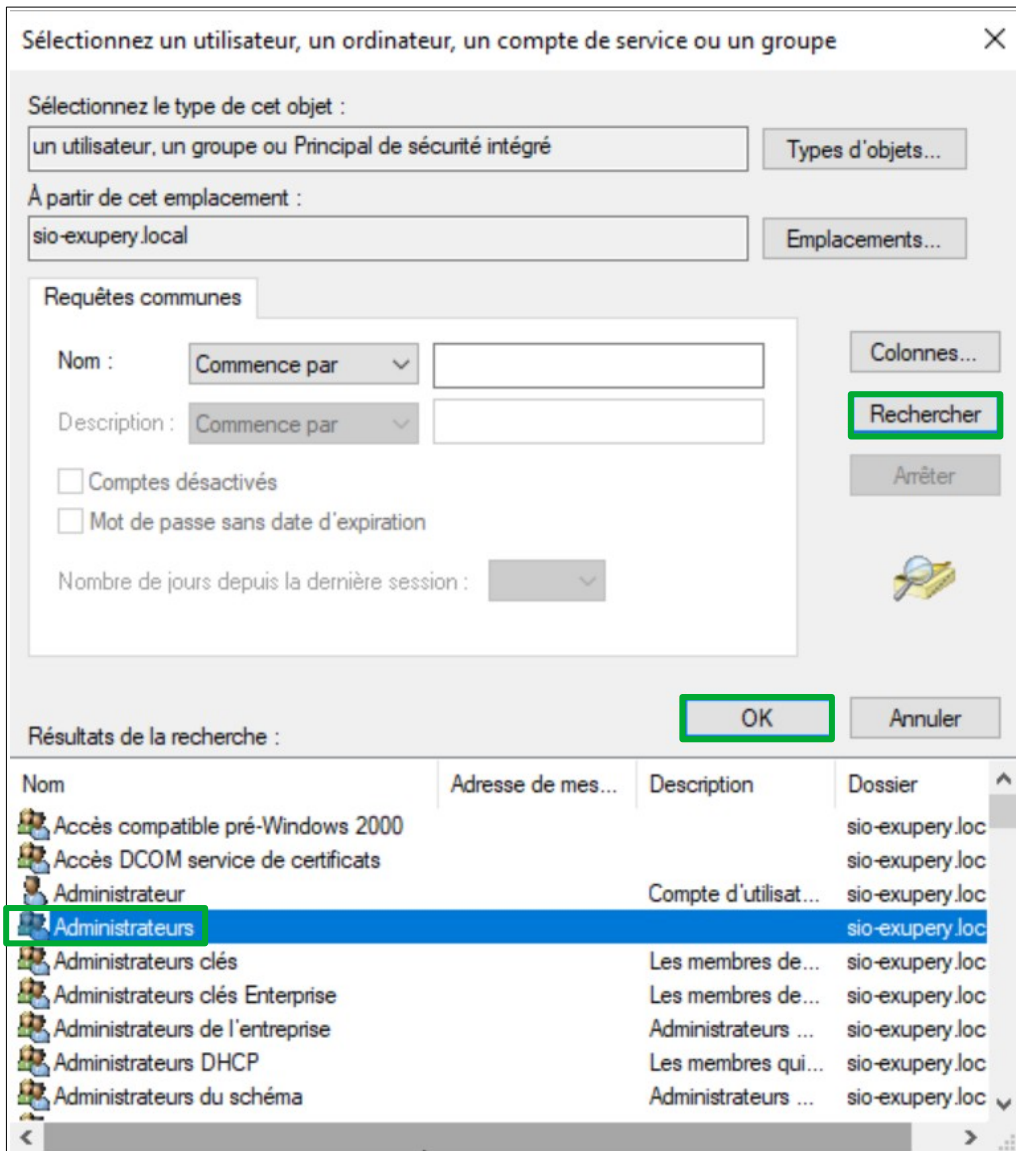 Sélectionnez un utilisateur, un ordinateur, un compte de service ou un groupe
Sélectionnez le type de cet objet :
un utilisateur, un groupe ou Principal de sécurité intégré
Types d'objets...
À partir de cet emplacement :
sio-exupery.local
Emplacements...
Requêtes communes
Nom :
Commence par
Colonnes...
Description :
Commence par
Rechercher
Comptes désactivés
Arrêter
Mot de passe sans date d'expiration
Nombre de jours depuis la dernière session :
OK
Annuler
Résultats de la recherche :
Nom Adresse de mes... Description Dossier
Accès compatible pré-Windows 2000 sio-exupery.loc
Accès DCOM service de certificats sio-exupery.loc
Administrateur Compte d'utilisat... sio-exupery.loc
Administrateurs sio-exupery.loc
Administrateurs clés Les membres de... sio-exupery.loc
Administrateurs clés Enterprise Les membres de... sio-exupery.loc
Administrateurs de l'entreprise Administrateurs ... sio-exupery.loc
Administrateurs DHCP Les membres qui... sio-exupery.loc
Administrateurs du schéma Administrateurs ... sio-exupery.loc